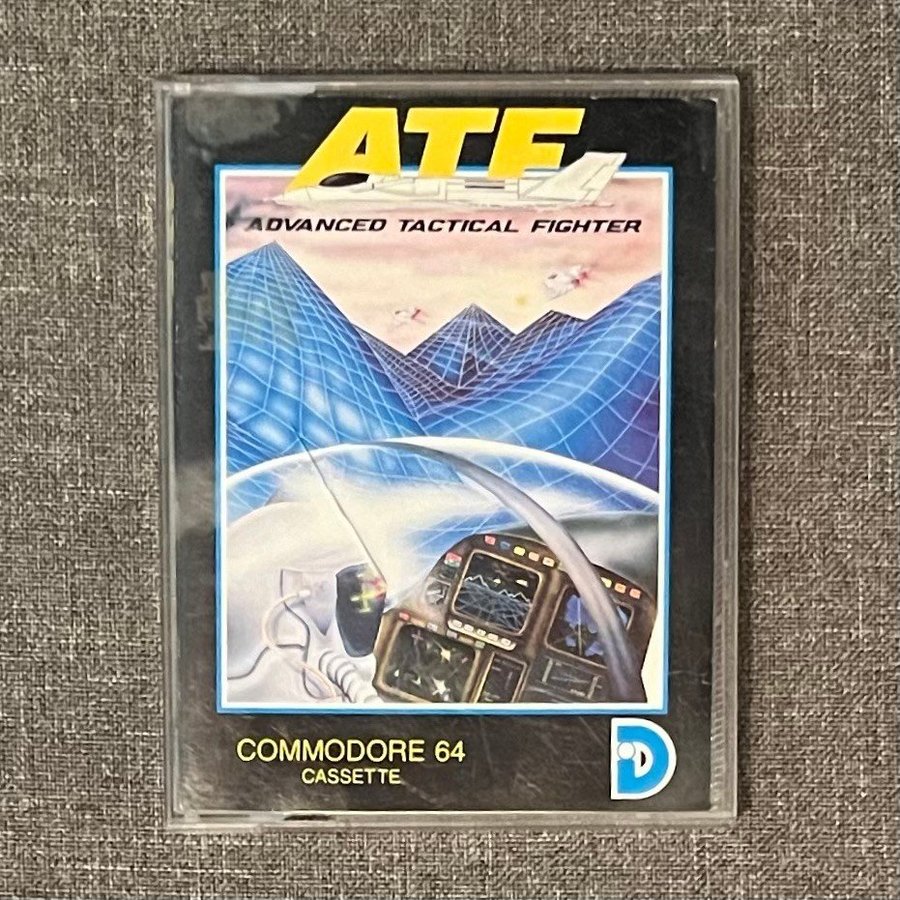 ATF
ADVANCED TACTICAL FIGHTER
COMMODORE 64
CASSETTE
D